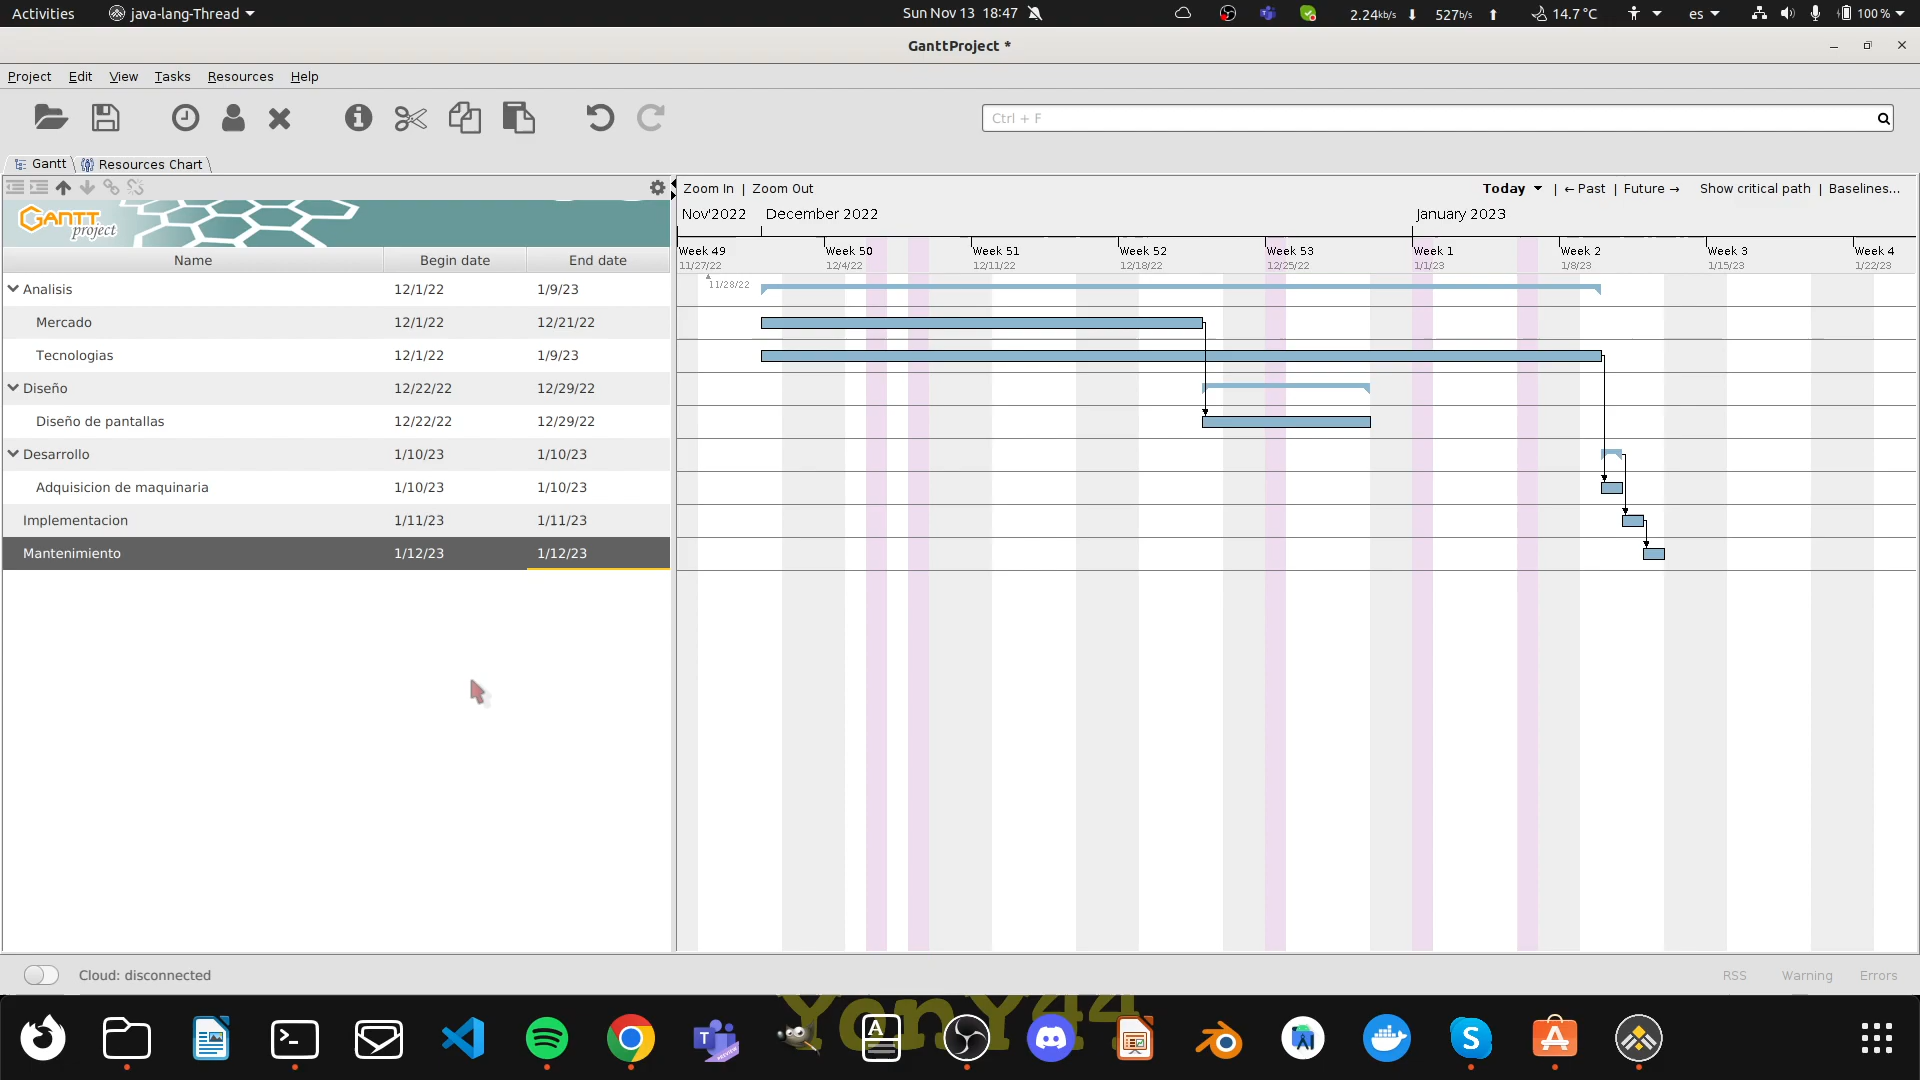 Activities java-lang-Thread Sun Nov 13 18:47 2.24kb/s 527b/s 14.7 °C es 100 %
GanttProject *
Project Edit View Tasks Resources Help
Ctrl + F
Gantt Resources Chart
Zoom In | Zoom Out Today | ← Past | Future → Show critical path | Baselines...
GANTT project
Nov'2022 December 2022 January 2023
Week 49 Week 50 Week 51 Week 52 Week 53 Week 1 Week 2 Week 3 Week 4
11/27/22 12/4/22 12/11/22 12/18/22 12/25/22 1/1/23 1/8/23 1/15/23 1/22/23
Name Begin date End date
11/28/22
Analisis 12/1/22 1/9/23
Mercado 12/1/22 12/21/22
Tecnologias 12/1/22 1/9/23
Diseño 12/22/22 12/29/22
Diseño de pantallas 12/22/22 12/29/22
Desarrollo 1/10/23 1/10/23
Adquisicion de maquinaria 1/10/23 1/10/23
Implementacion 1/11/23 1/11/23
Mantenimiento 1/12/23 1/12/23
Cloud: disconnected RSS Warning Errors
YonY44
PREVIEW